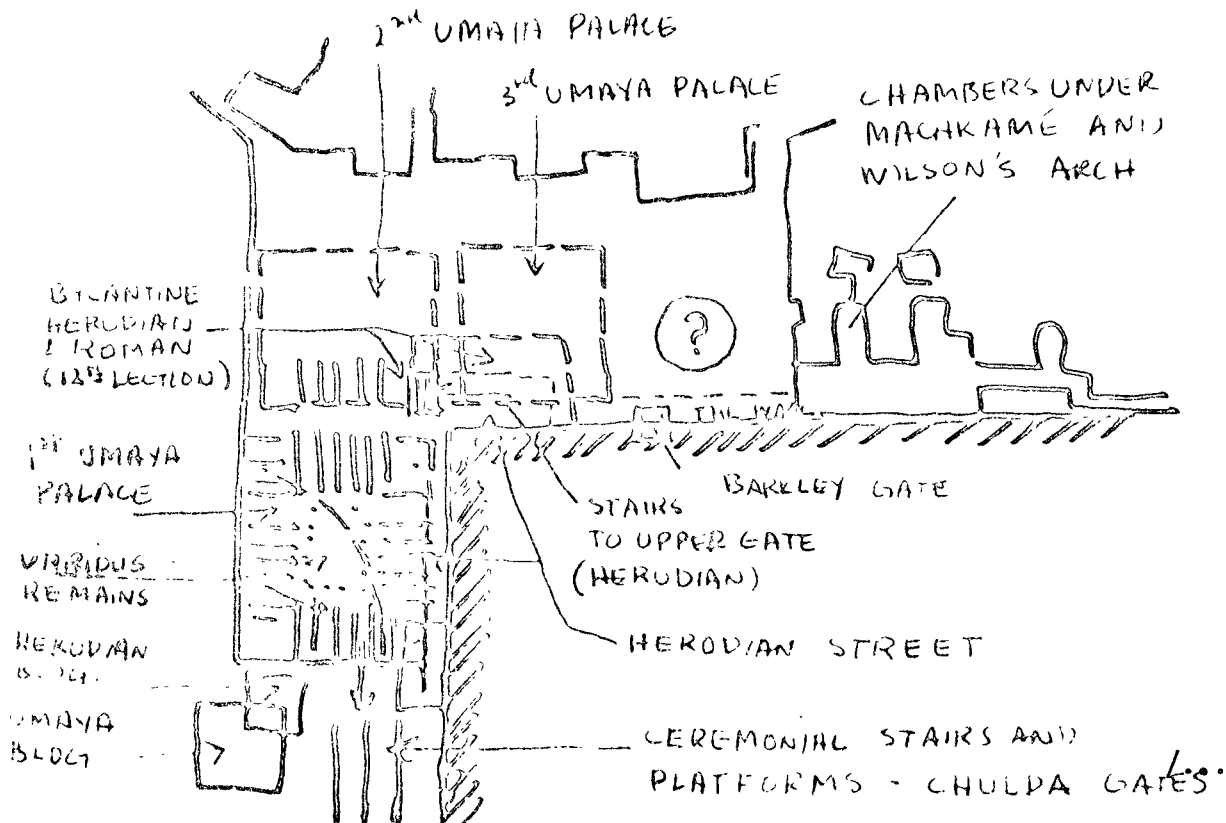 2nd UMAYA PALACE
3rd UMAYA PALACE
CHAMBERS UNDER
MACHKAMÉ AND
WILSON'S ARCH
BYZANTINE
HERODIAN
& ROMAN
?
1st UMAYA
PALACE
BARKLEY GATE
STAIRS
TO UPPER GATE
(HERODIAN)
VARIOUS
REMAINS
HERODIAN STREET
HERODIAN
BLDG.
UMAYA
BLDG
CEREMONIAL STAIRS AND
PLATFORMS - CHULDA GATES